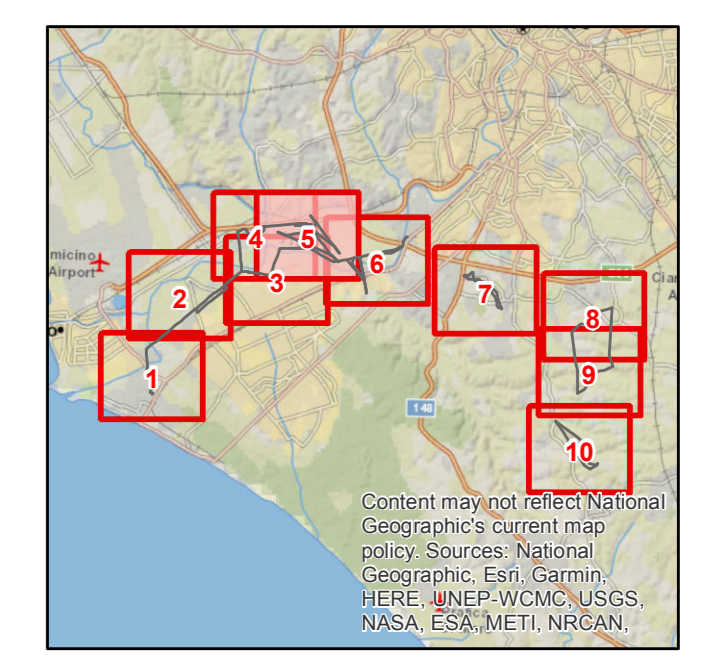 4
5
6
3
micino
Airport
2
7
Cia
A
8
1
9
148
10
Content may not reflect National
Geographic's current map
policy. Sources: National
Geographic, Esri, Garmin,
HERE, UNEP-WCMC, USGS,
NASA, ESA, METI, NRCAN,